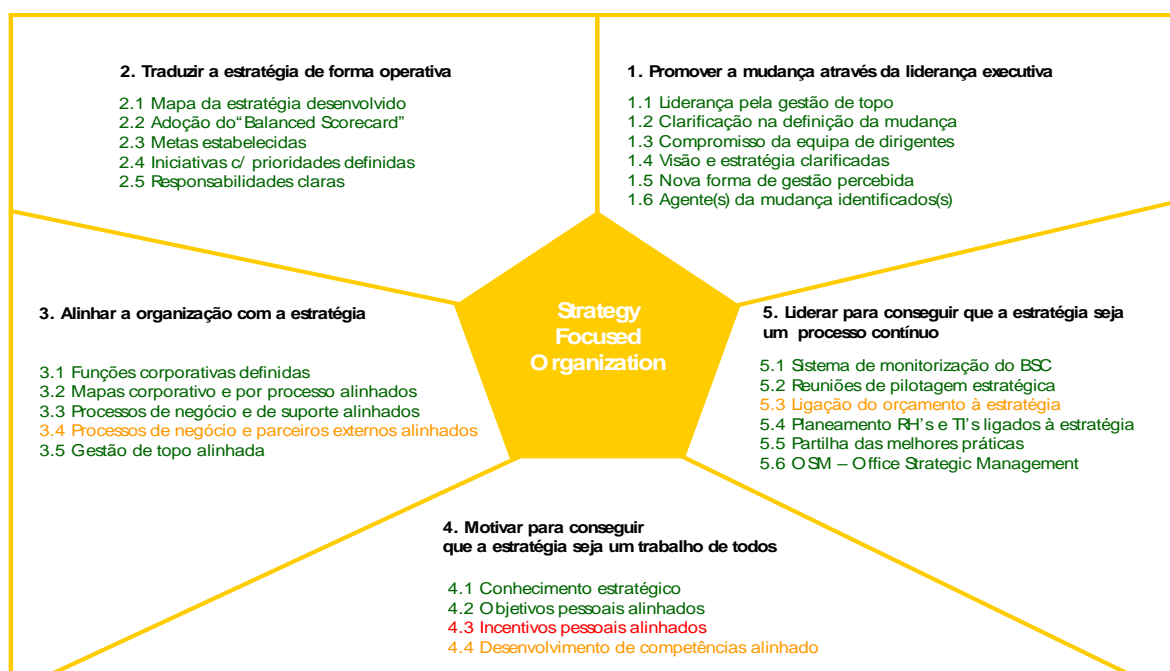 2. Traduzir a estratégia de forma operativa
2.1 Mapa da estratégia desenvolvido
2.2 Adoção do“Balanced Scorecard”
2.3 Metas estabelecidas
2.4 Iniciativas c/ prioridades definidas
2.5 Responsabilidades claras
1. Promover a mudança através da liderança executiva
1.1 Liderança pela gestão de topo
1.2 Clarificação na definição da mudança
1.3 Compromisso da equipa de dirigentes
1.4 Visão e estratégia clarificadas
1.5 Nova forma de gestão percebida
1.6 Agente(s) da mudança identificados(s)
3. Alinhar a organização com a estratégia
3.1 Funções corporativas definidas
3.2 Mapas corporativo e por processo alinhados
3.3 Processos de negócio e de suporte alinhados
3.4 Processos de negócio e parceiros externos alinhados
3.5 Gestão de topo alinhada
Strategy
Focused
Organization
5. Liderar para conseguir que a estratégia seja
um processo contínuo
5.1 Sistema de monitorização do BSC
5.2 Reuniões de pilotagem estratégica
5.3 Ligação do orçamento à estratégia
5.4 Planeamento RH's e TI's ligados à estratégia
5.5 Partilha das melhores práticas
5.6 OSM – Office Strategic Management
4. Motivar para conseguir
que a estratégia seja um trabalho de todos
4.1 Conhecimento estratégico
4.2 Objetivos pessoais alinhados
4.3 Incentivos pessoais alinhados
4.4 Desenvolvimento de competências alinhado